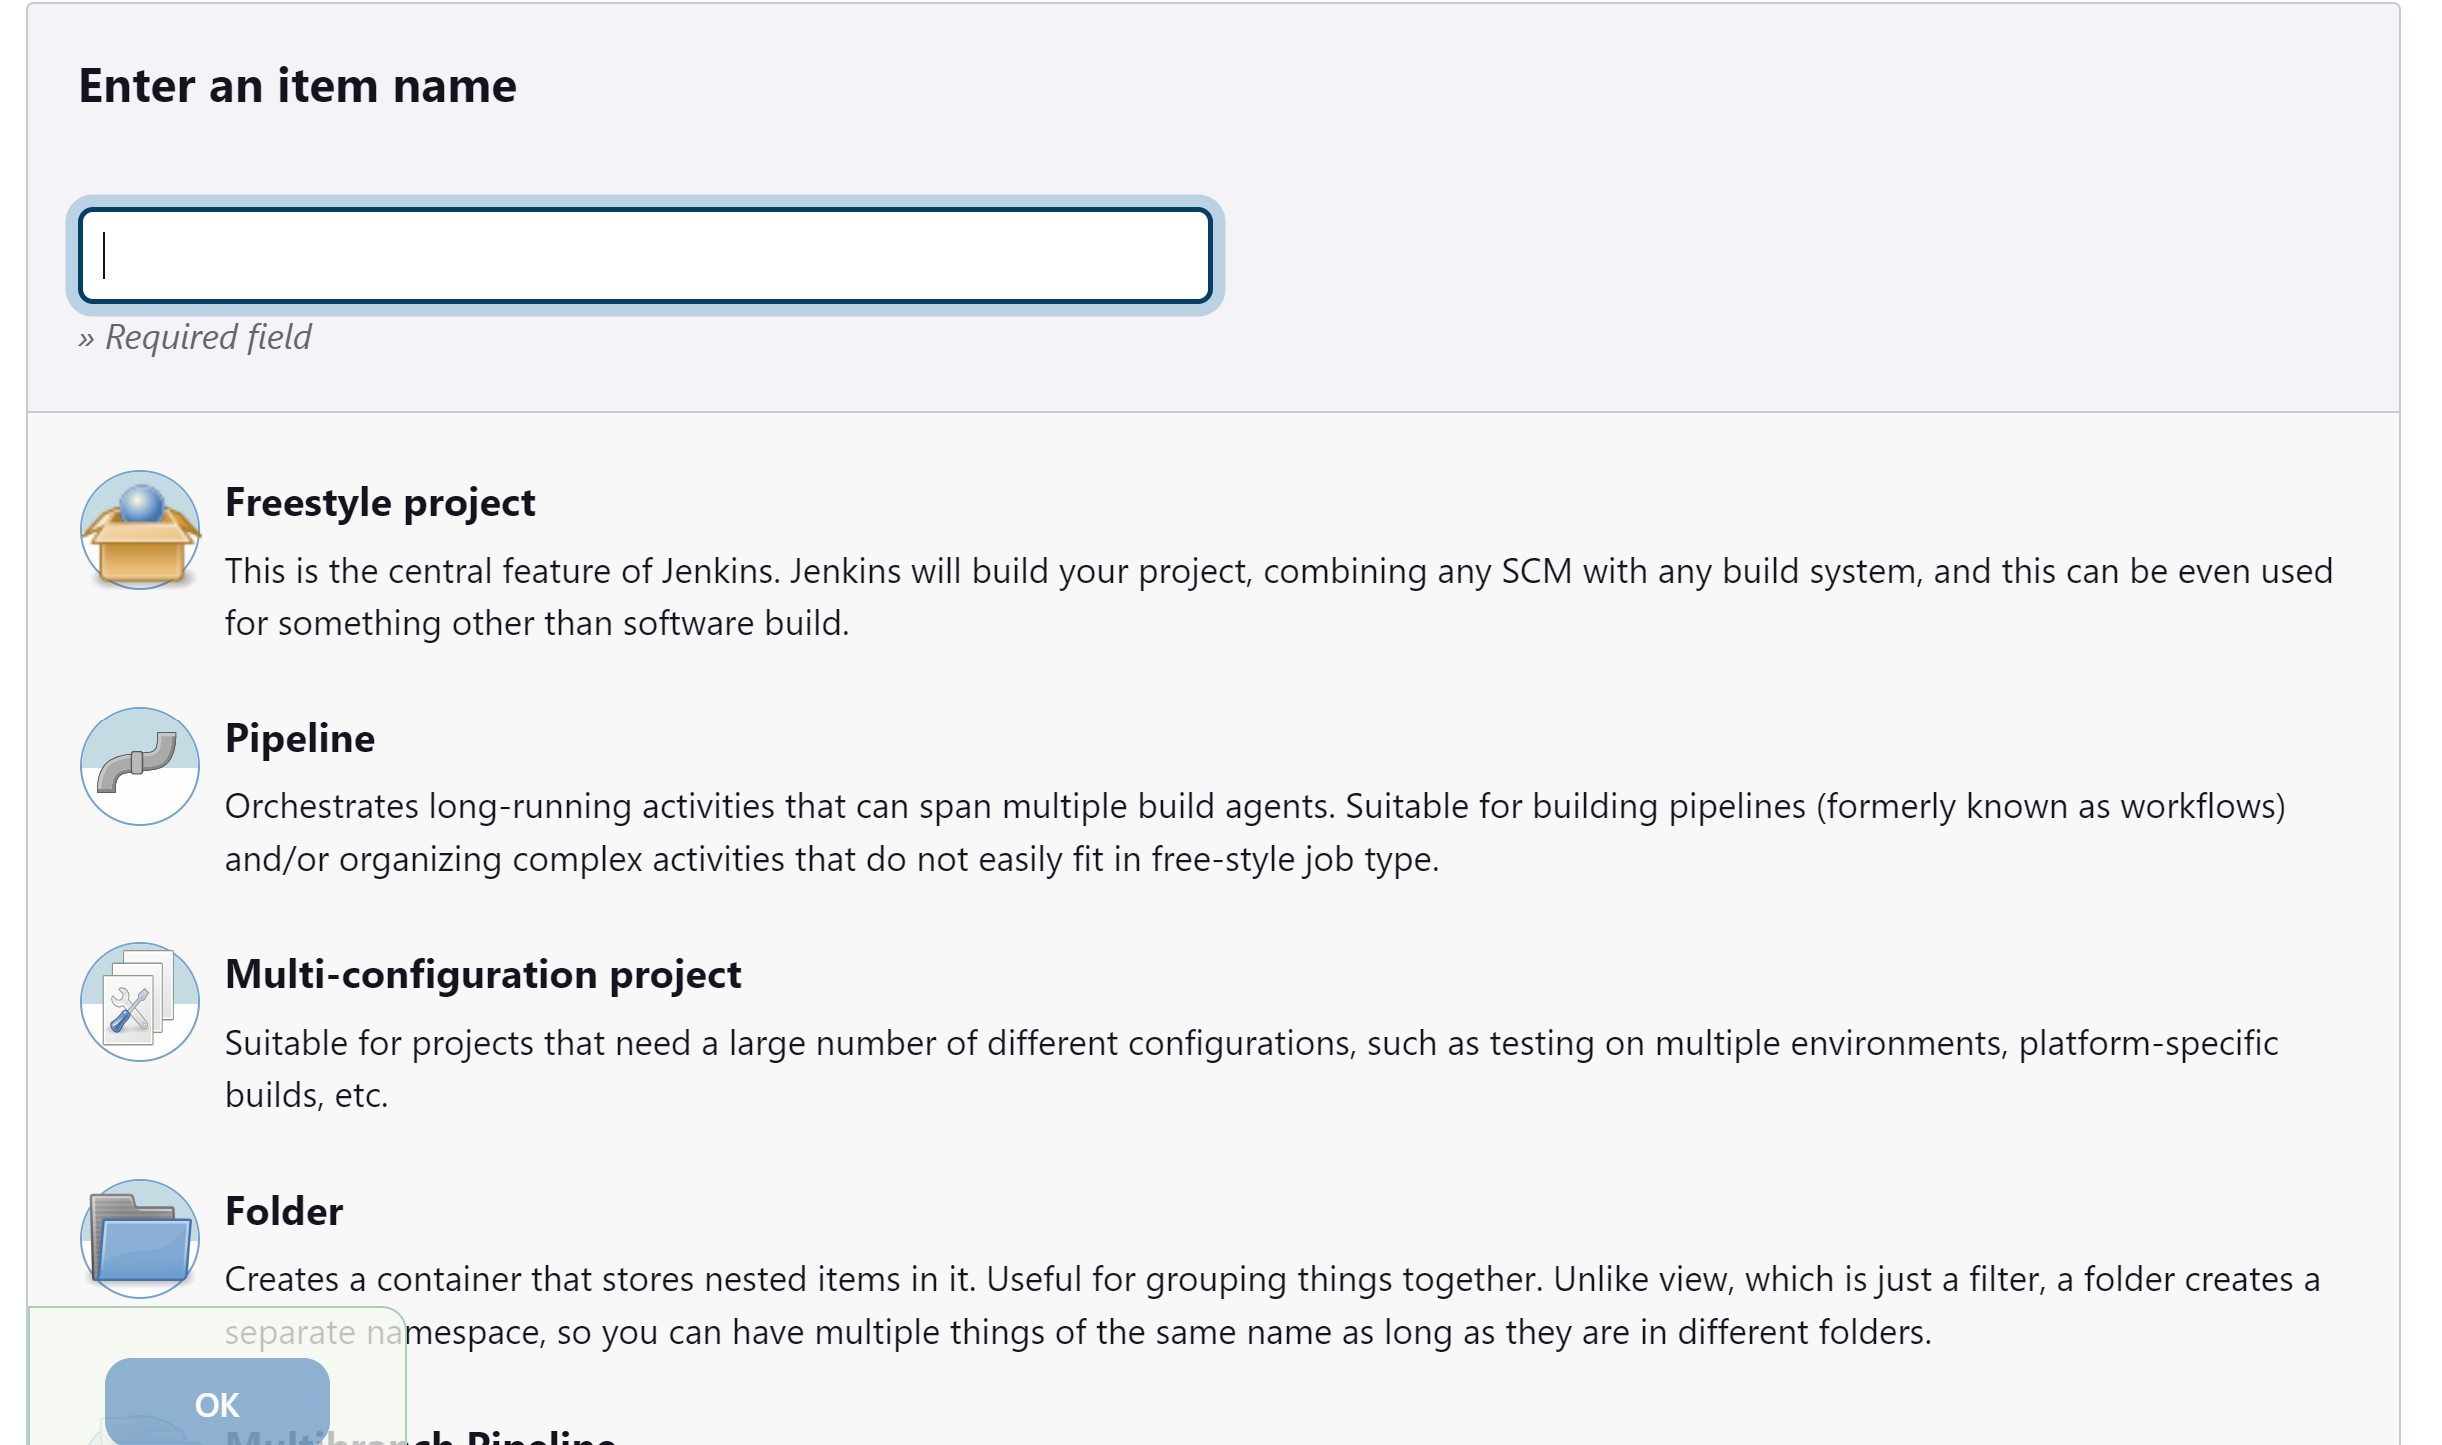 Enter an item name
» Required field
Freestyle project
This is the central feature of Jenkins. Jenkins will build your project, combining any SCM with any build system, and this can be even used
for something other than software build.
Pipeline
Orchestrates long-running activities that can span multiple build agents. Suitable for building pipelines (formerly known as workflows)
and/or organizing complex activities that do not easily fit in free-style job type.
Multi-configuration project
Suitable for projects that need a large number of different configurations, such as testing on multiple environments, platform-specific
builds, etc.
Folder
Creates a container that stores nested items in it. Useful for grouping things together. Unlike view, which is just a filter, a folder creates a
separate namespace, so you can have multiple things of the same name as long as they are in different folders.
OK
Multibranch Pipeline